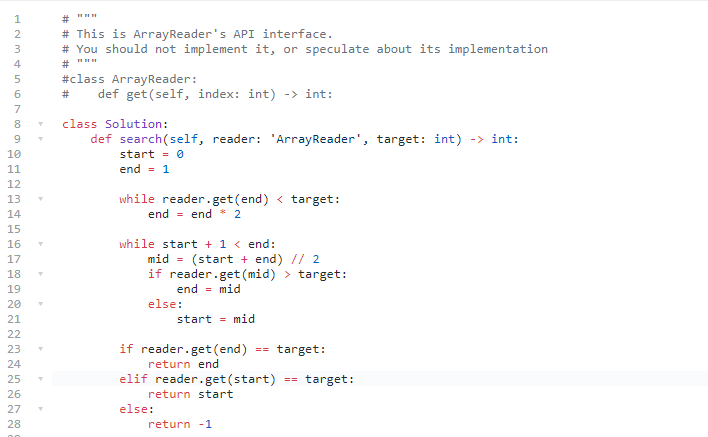 1 # """
2 # This is ArrayReader's API interface.
3 # You should not implement it, or speculate about its implementation
4 # """
5 #class ArrayReader:
6 #    def get(self, index: int) -> int:
7
8 class Solution:
9     def search(self, reader: 'ArrayReader', target: int) -> int:
10         start = 0
11         end = 1
12
13         while reader.get(end) < target:
14             end = end * 2
15
16         while start + 1 < end:
17             mid = (start + end) // 2
18             if reader.get(mid) > target:
19                 end = mid
20             else:
21                 start = mid
22
23         if reader.get(end) == target:
24             return end
25         elif reader.get(start) == target:
26             return start
27         else:
28             return -1